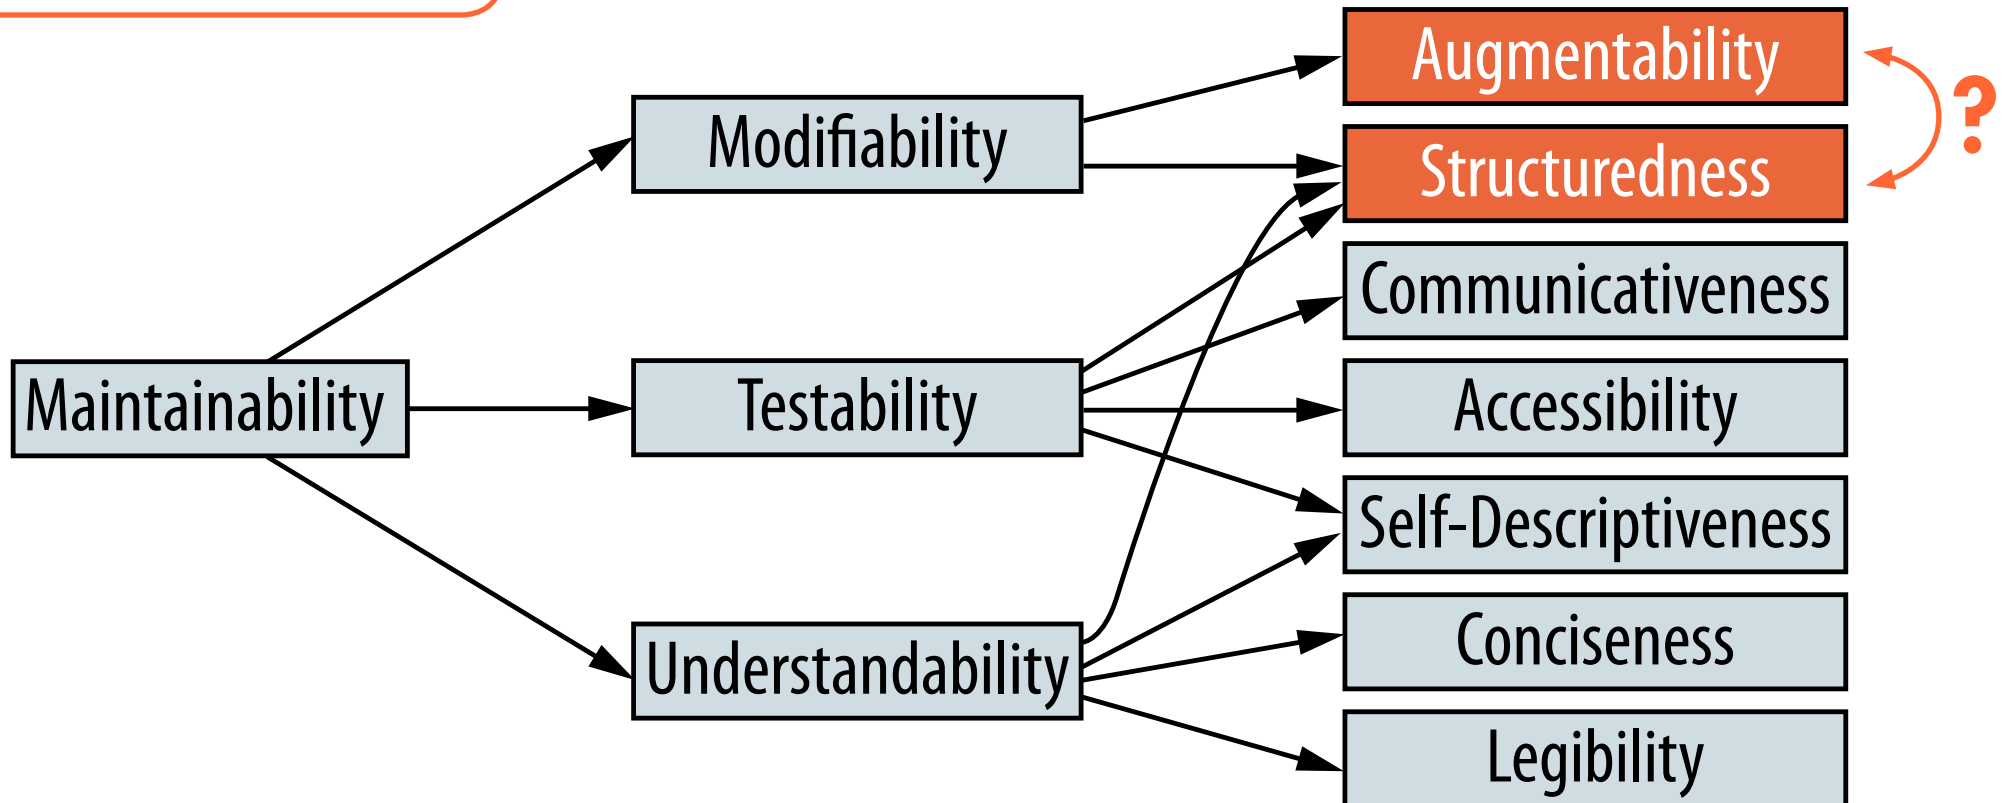 Augmentability
Modifiability
Structuredness
?
Communicativeness
Maintainability
Testability
Accessibility
Self-Descriptiveness
Understandability
Conciseness
Legibility